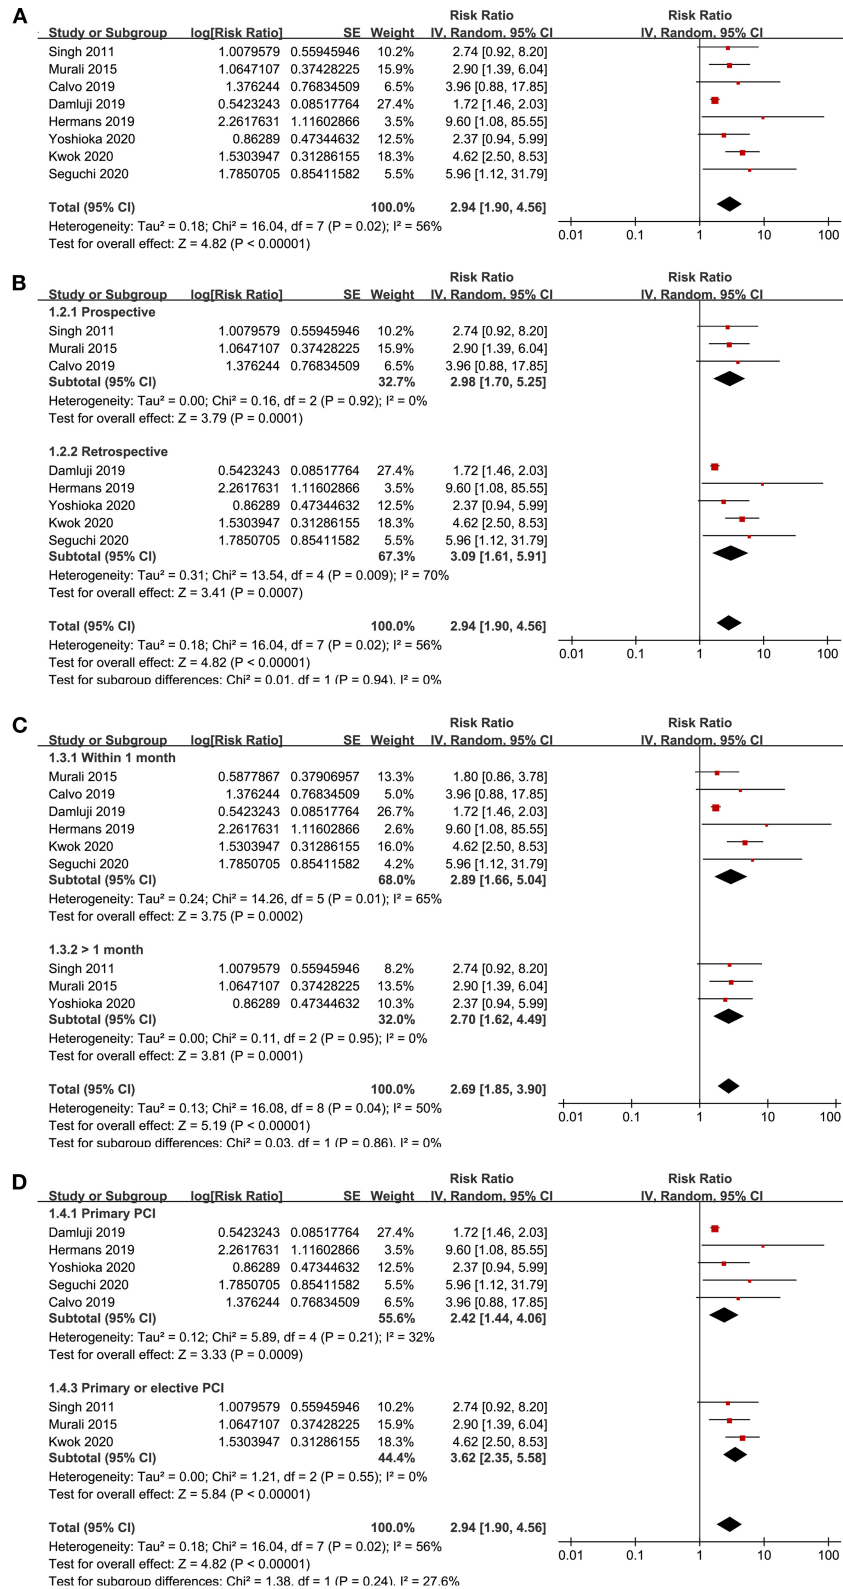 A
Risk Ratio Risk Ratio
Study or Subgroup log[Risk Ratio] SE Weight IV, Random, 95% CI IV, Random, 95% CI
Singh 2011 1.0079579 0.55945946 10.2% 2.74 [0.92, 8.20]
Murali 2015 1.0647107 0.37428225 15.9% 2.90 [1.39, 6.04]
Calvo 2019 1.376244 0.76834509 6.5% 3.96 [0.88, 17.85]
Damluji 2019 0.5423243 0.08517764 27.4% 1.72 [1.46, 2.03]
Hermans 2019 2.2617631 1.11602866 3.5% 9.60 [1.08, 85.55]
Yoshioka 2020 0.86289 0.47344632 12.5% 2.37 [0.94, 5.99]
Kwok 2020 1.5303947 0.31286155 18.3% 4.62 [2.50, 8.53]
Seguchi 2020 1.7850705 0.85411582 5.5% 5.96 [1.12, 31.79]
Total (95% CI) 100.0% 2.94 [1.90, 4.56]
Heterogeneity: Tau² = 0.18; Chi² = 16.04, df = 7 (P = 0.02); I² = 56%
Test for overall effect: Z = 4.82 (P < 0.00001)
0.01 0.1 1 10 100
B
Risk Ratio Risk Ratio
Study or Subgroup log[Risk Ratio] SE Weight IV, Random, 95% CI IV, Random, 95% CI
1.2.1 Prospective
Singh 2011 1.0079579 0.55945946 10.2% 2.74 [0.92, 8.20]
Murali 2015 1.0647107 0.37428225 15.9% 2.90 [1.39, 6.04]
Calvo 2019 1.376244 0.76834509 6.5% 3.96 [0.88, 17.85]
Subtotal (95% CI) 32.7% 2.98 [1.70, 5.25]
Heterogeneity: Tau² = 0.00; Chi² = 0.16, df = 2 (P = 0.92); I² = 0%
Test for overall effect: Z = 3.79 (P = 0.0001)
1.2.2 Retrospective
Damluji 2019 0.5423243 0.08517764 27.4% 1.72 [1.46, 2.03]
Hermans 2019 2.2617631 1.11602866 3.5% 9.60 [1.08, 85.55]
Yoshioka 2020 0.86289 0.47344632 12.5% 2.37 [0.94, 5.99]
Kwok 2020 1.5303947 0.31286155 18.3% 4.62 [2.50, 8.53]
Seguchi 2020 1.7850705 0.85411582 5.5% 5.96 [1.12, 31.79]
Subtotal (95% CI) 67.3% 3.09 [1.61, 5.91]
Heterogeneity: Tau² = 0.31; Chi² = 13.54, df = 4 (P = 0.009); I² = 70%
Test for overall effect: Z = 3.41 (P = 0.0007)
Total (95% CI) 100.0% 2.94 [1.90, 4.56]
Heterogeneity: Tau² = 0.18; Chi² = 16.04, df = 7 (P = 0.02); I² = 56%
Test for overall effect: Z = 4.82 (P < 0.00001)
Test for subgroup differences: Chi² = 0.01, df = 1 (P = 0.94), I² = 0%
0.01 0.1 1 10 100
C
Risk Ratio Risk Ratio
Study or Subgroup log[Risk Ratio] SE Weight IV, Random, 95% CI IV, Random, 95% CI
1.3.1 Within 1 month
Murali 2015 0.5877867 0.37906957 13.3% 1.80 [0.86, 3.78]
Calvo 2019 1.376244 0.76834509 5.0% 3.96 [0.88, 17.85]
Damluji 2019 0.5423243 0.08517764 26.7% 1.72 [1.46, 2.03]
Hermans 2019 2.2617631 1.11602866 2.6% 9.60 [1.08, 85.55]
Kwok 2020 1.5303947 0.31286155 16.0% 4.62 [2.50, 8.53]
Seguchi 2020 1.7850705 0.85411582 4.2% 5.96 [1.12, 31.79]
Subtotal (95% CI) 68.0% 2.89 [1.66, 5.04]
Heterogeneity: Tau² = 0.24; Chi² = 14.26, df = 5 (P = 0.01); I² = 65%
Test for overall effect: Z = 3.75 (P = 0.0002)
1.3.2 > 1 month
Singh 2011 1.0079579 0.55945946 8.2% 2.74 [0.92, 8.20]
Murali 2015 1.0647107 0.37428225 13.5% 2.90 [1.39, 6.04]
Yoshioka 2020 0.86289 0.47344632 10.3% 2.37 [0.94, 5.99]
Subtotal (95% CI) 32.0% 2.70 [1.62, 4.49]
Heterogeneity: Tau² = 0.00; Chi² = 0.11, df = 2 (P = 0.95); I² = 0%
Test for overall effect: Z = 3.81 (P = 0.0001)
Total (95% CI) 100.0% 2.69 [1.85, 3.90]
Heterogeneity: Tau² = 0.13; Chi² = 16.08, df = 8 (P = 0.04); I² = 50%
Test for overall effect: Z = 5.19 (P < 0.00001)
Test for subgroup differences: Chi² = 0.03, df = 1 (P = 0.86), I² = 0%
0.01 0.1 1 10 100
D
Risk Ratio Risk Ratio
Study or Subgroup log[Risk Ratio] SE Weight IV, Random, 95% CI IV, Random, 95% CI
1.4.1 Primary PCI
Damluji 2019 0.5423243 0.08517764 27.4% 1.72 [1.46, 2.03]
Hermans 2019 2.2617631 1.11602866 3.5% 9.60 [1.08, 85.55]
Yoshioka 2020 0.86289 0.47344632 12.5% 2.37 [0.94, 5.99]
Seguchi 2020 1.7850705 0.85411582 5.5% 5.96 [1.12, 31.79]
Calvo 2019 1.376244 0.76834509 6.5% 3.96 [0.88, 17.85]
Subtotal (95% CI) 55.6% 2.42 [1.44, 4.06]
Heterogeneity: Tau² = 0.12; Chi² = 5.89, df = 4 (P = 0.21); I² = 32%
Test for overall effect: Z = 3.33 (P = 0.0009)
1.4.3 Primary or elective PCI
Singh 2011 1.0079579 0.55945946 10.2% 2.74 [0.92, 8.20]
Murali 2015 1.0647107 0.37428225 15.9% 2.90 [1.39, 6.04]
Kwok 2020 1.5303947 0.31286155 18.3% 4.62 [2.50, 8.53]
Subtotal (95% CI) 44.4% 3.62 [2.35, 5.58]
Heterogeneity: Tau² = 0.00; Chi² = 1.21, df = 2 (P = 0.55); I² = 0%
Test for overall effect: Z = 5.84 (P < 0.00001)
Total (95% CI) 100.0% 2.94 [1.90, 4.56]
Heterogeneity: Tau² = 0.18; Chi² = 16.04, df = 7 (P = 0.02); I² = 56%
Test for overall effect: Z = 4.82 (P < 0.00001)
Test for subgroup differences: Chi² = 1.38, df = 1 (P = 0.24), I² = 27.6%
0.01 0.1 1 10 100